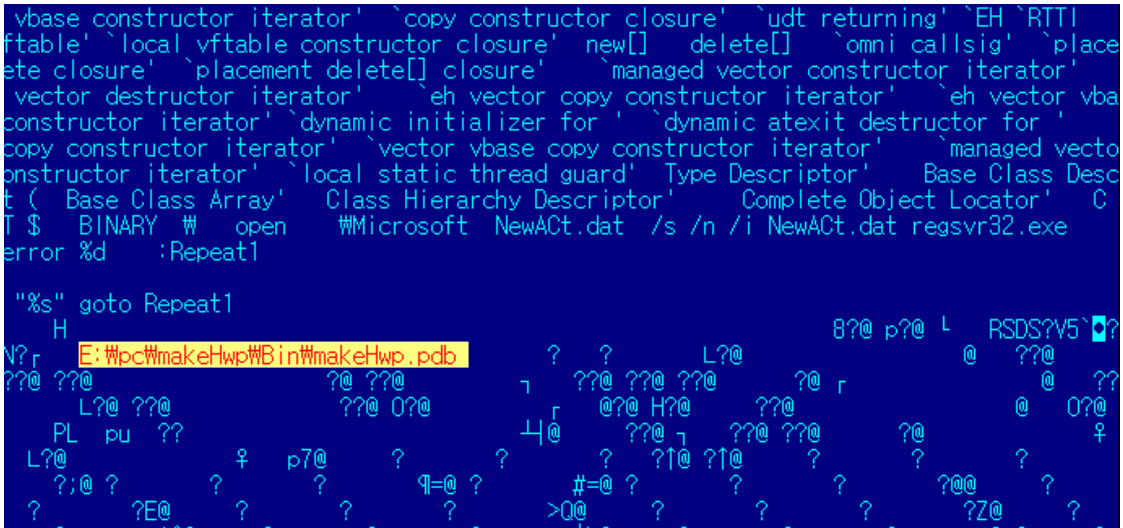 vbase constructor iterator' `copy constructor closure' `udt returning' `EH `RTTI
ftable' `local vftable constructor closure' new[] delete[] `omni callsig' `place
ete closure' `placement delete[] closure' `managed vector constructor iterator'
vector destructor iterator' `eh vector copy constructor iterator' `eh vector vba
constructor iterator' `dynamic initializer for ' `dynamic atexit destructor for '
copy constructor iterator' `vector vbase copy constructor iterator' `managed vecto
onstructor iterator' `local static thread guard' Type Descriptor' Base Class Desc
t ( Base Class Array' Class Hierarchy Descriptor' Complete Object Locator' C
T $ BINARY ₩ open ₩Microsoft NewACt.dat /s /n /i NewACt.dat regsvr32.exe
error %d :Repeat1
"%s" goto Repeat1
H 8?@ p?@ └ RSDS?V5`◘?
N?┌ E:₩pc₩makeHwp₩Bin₩makeHwp.pdb ? ? L?@ @ ??@
??@ ??@ ?@ ??@ ┐ ??@ ??@ ??@ ?@ ┌ @ ??
L?@ ??@ ??@ O?@ ┌ @?@ H?@ ??@ @ O?@
PL pu ?? ┴┤@ ??@ ┐ ??@ ??@ ?@ ♀
L?@ ♀ p7@ ? ? ? ?↑@ ?↑@ ? ? ?
?;@ ? ? ? ¶=@ ? #=@ ? ? ? ?@@ ?
? ?E@ ? ? ? >Q@ ? ? ? ?Z@ ?